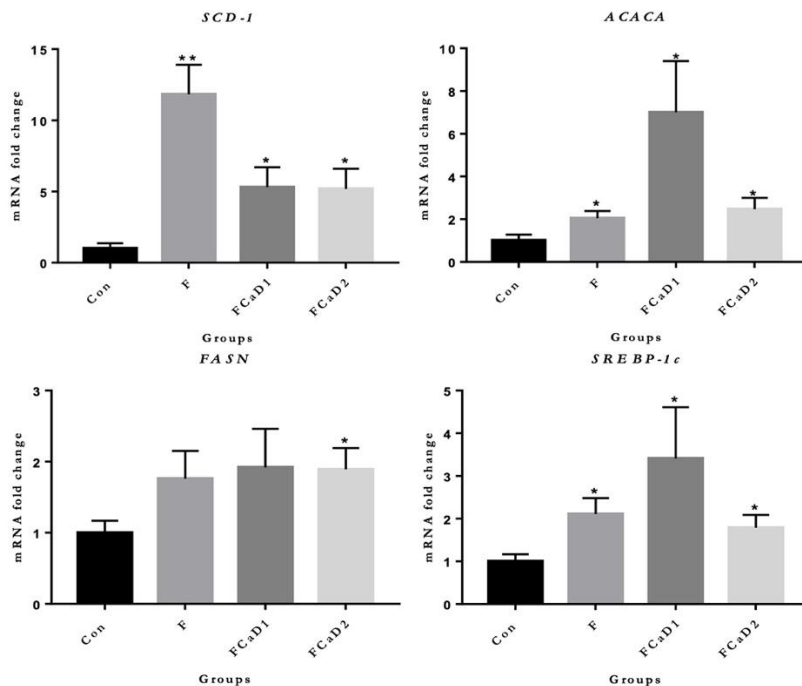 SCD-1
mRNA fold change
15
10
5
0
**
*
*
Con
F
FCaD1
FCaD2
Groups
ACACA
mRNA fold change
10
8
6
4
2
0
*
*
*
Con
F
FCaD1
FCaD2
Groups
FASN
mRNA fold change
3
2
1
0
*
Con
F
FCaD1
FCaD2
Groups
SREBP-1c
mRNA fold change
5
4
3
2
1
0
*
*
*
Con
F
FCaD1
FCaD2
Groups